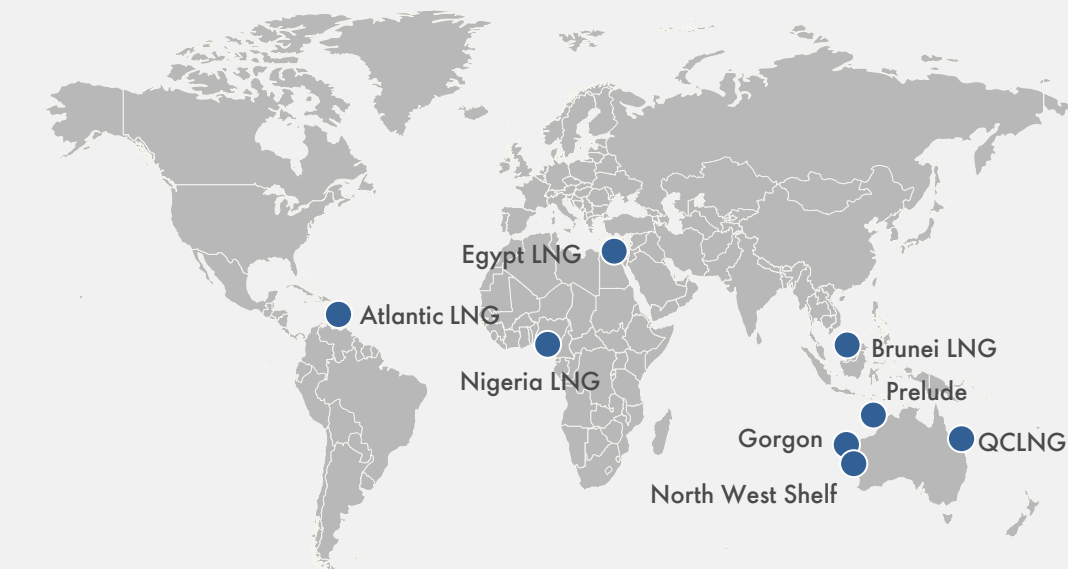 Egypt LNG
Atlantic LNG
Brunei LNG
Nigeria LNG
Prelude
Gorgon
QCLNG
North West Shelf